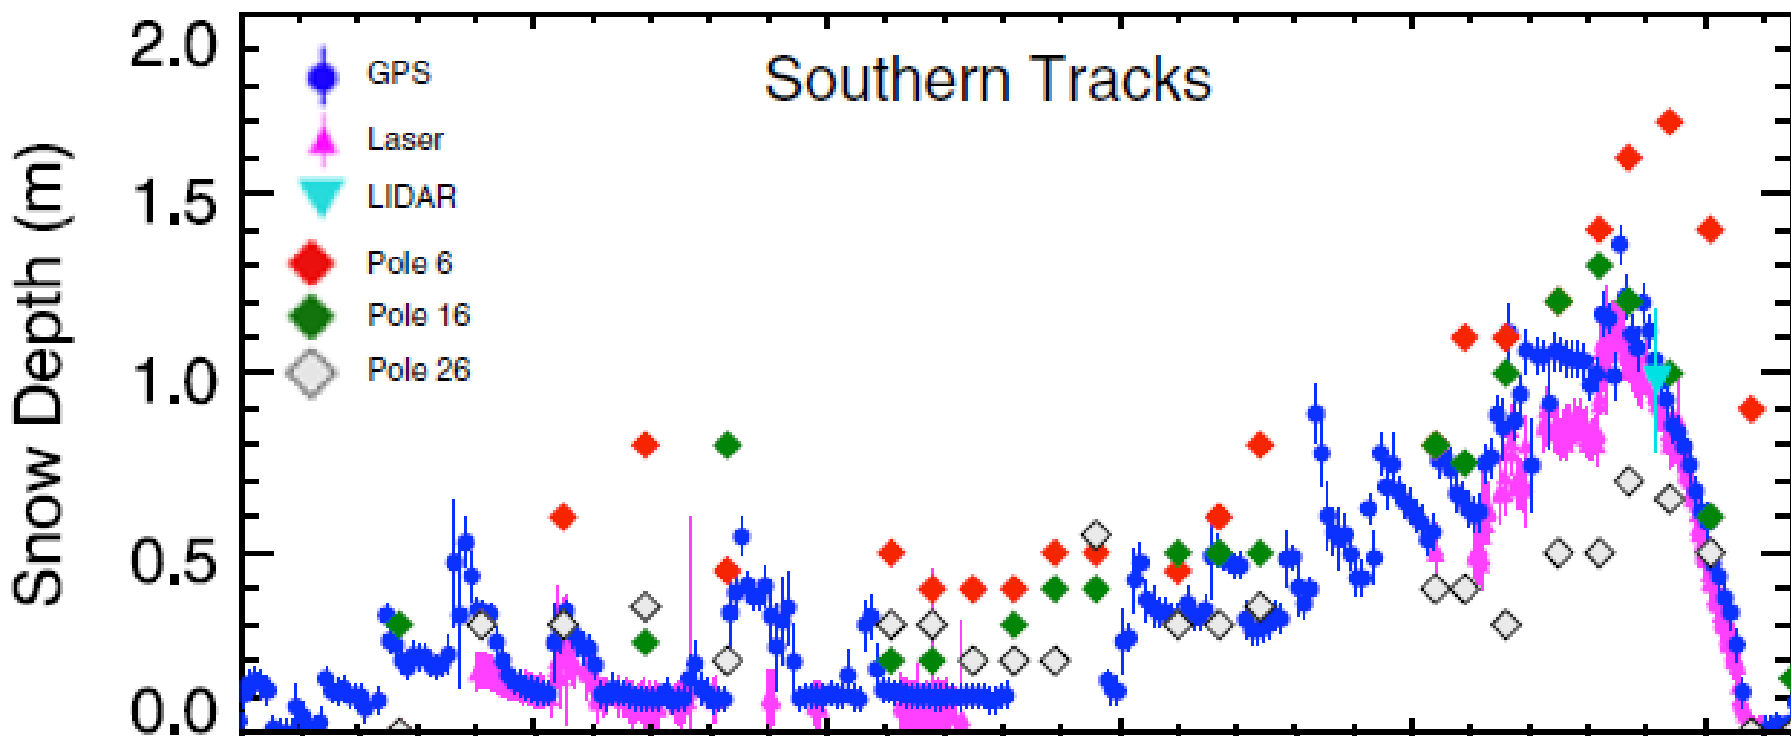 Southern Tracks
Snow Depth (m)
2.0
1.5
1.0
0.5
0.0
GPS
Laser
LIDAR
Pole 6
Pole 16
Pole 26